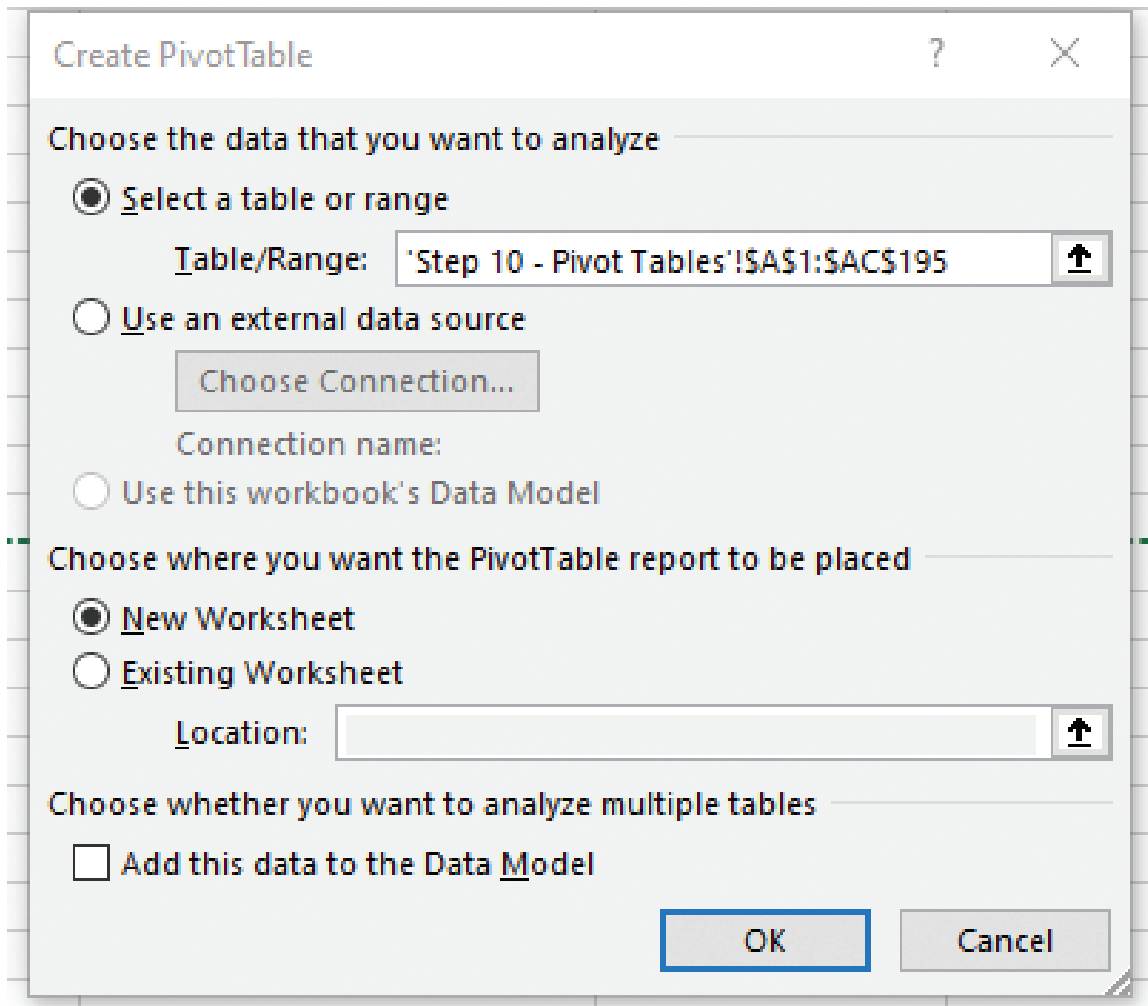 Create PivotTable ?
Choose the data that you want to analyze
Select a table or range
Table/Range: 'Step 10 - Pivot Tables'!$A$1:$AC$195
Use an external data source
Choose Connection...
Connection name:
Use this workbook's Data Model
Choose where you want the PivotTable report to be placed
New Worksheet
Existing Worksheet
Location:
Choose whether you want to analyze multiple tables
Add this data to the Data Model
OK Cancel